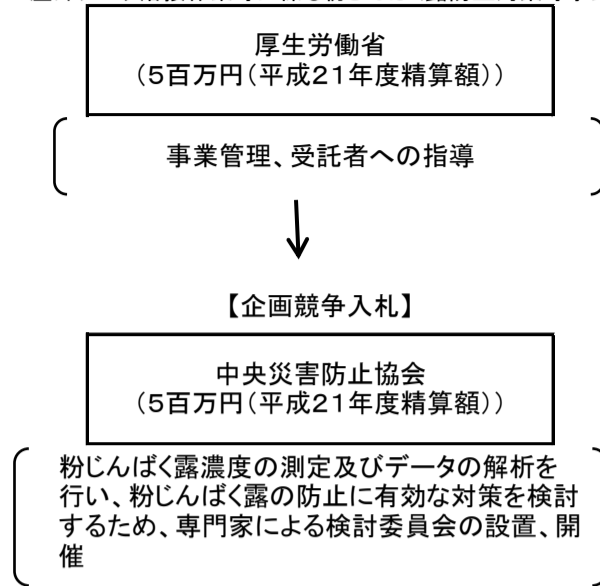 厚生労働省
(5百万円(平成21年度精算額))
事業管理、受託者への指導
【企画競争入札】
中央災害防止協会
(5百万円(平成21年度精算額))
粉じんばく露濃度の測定及びデータの解析を
行い、粉じんばく露の防止に有効な対策を検討
するため、専門家による検討委員会の設置、開
催